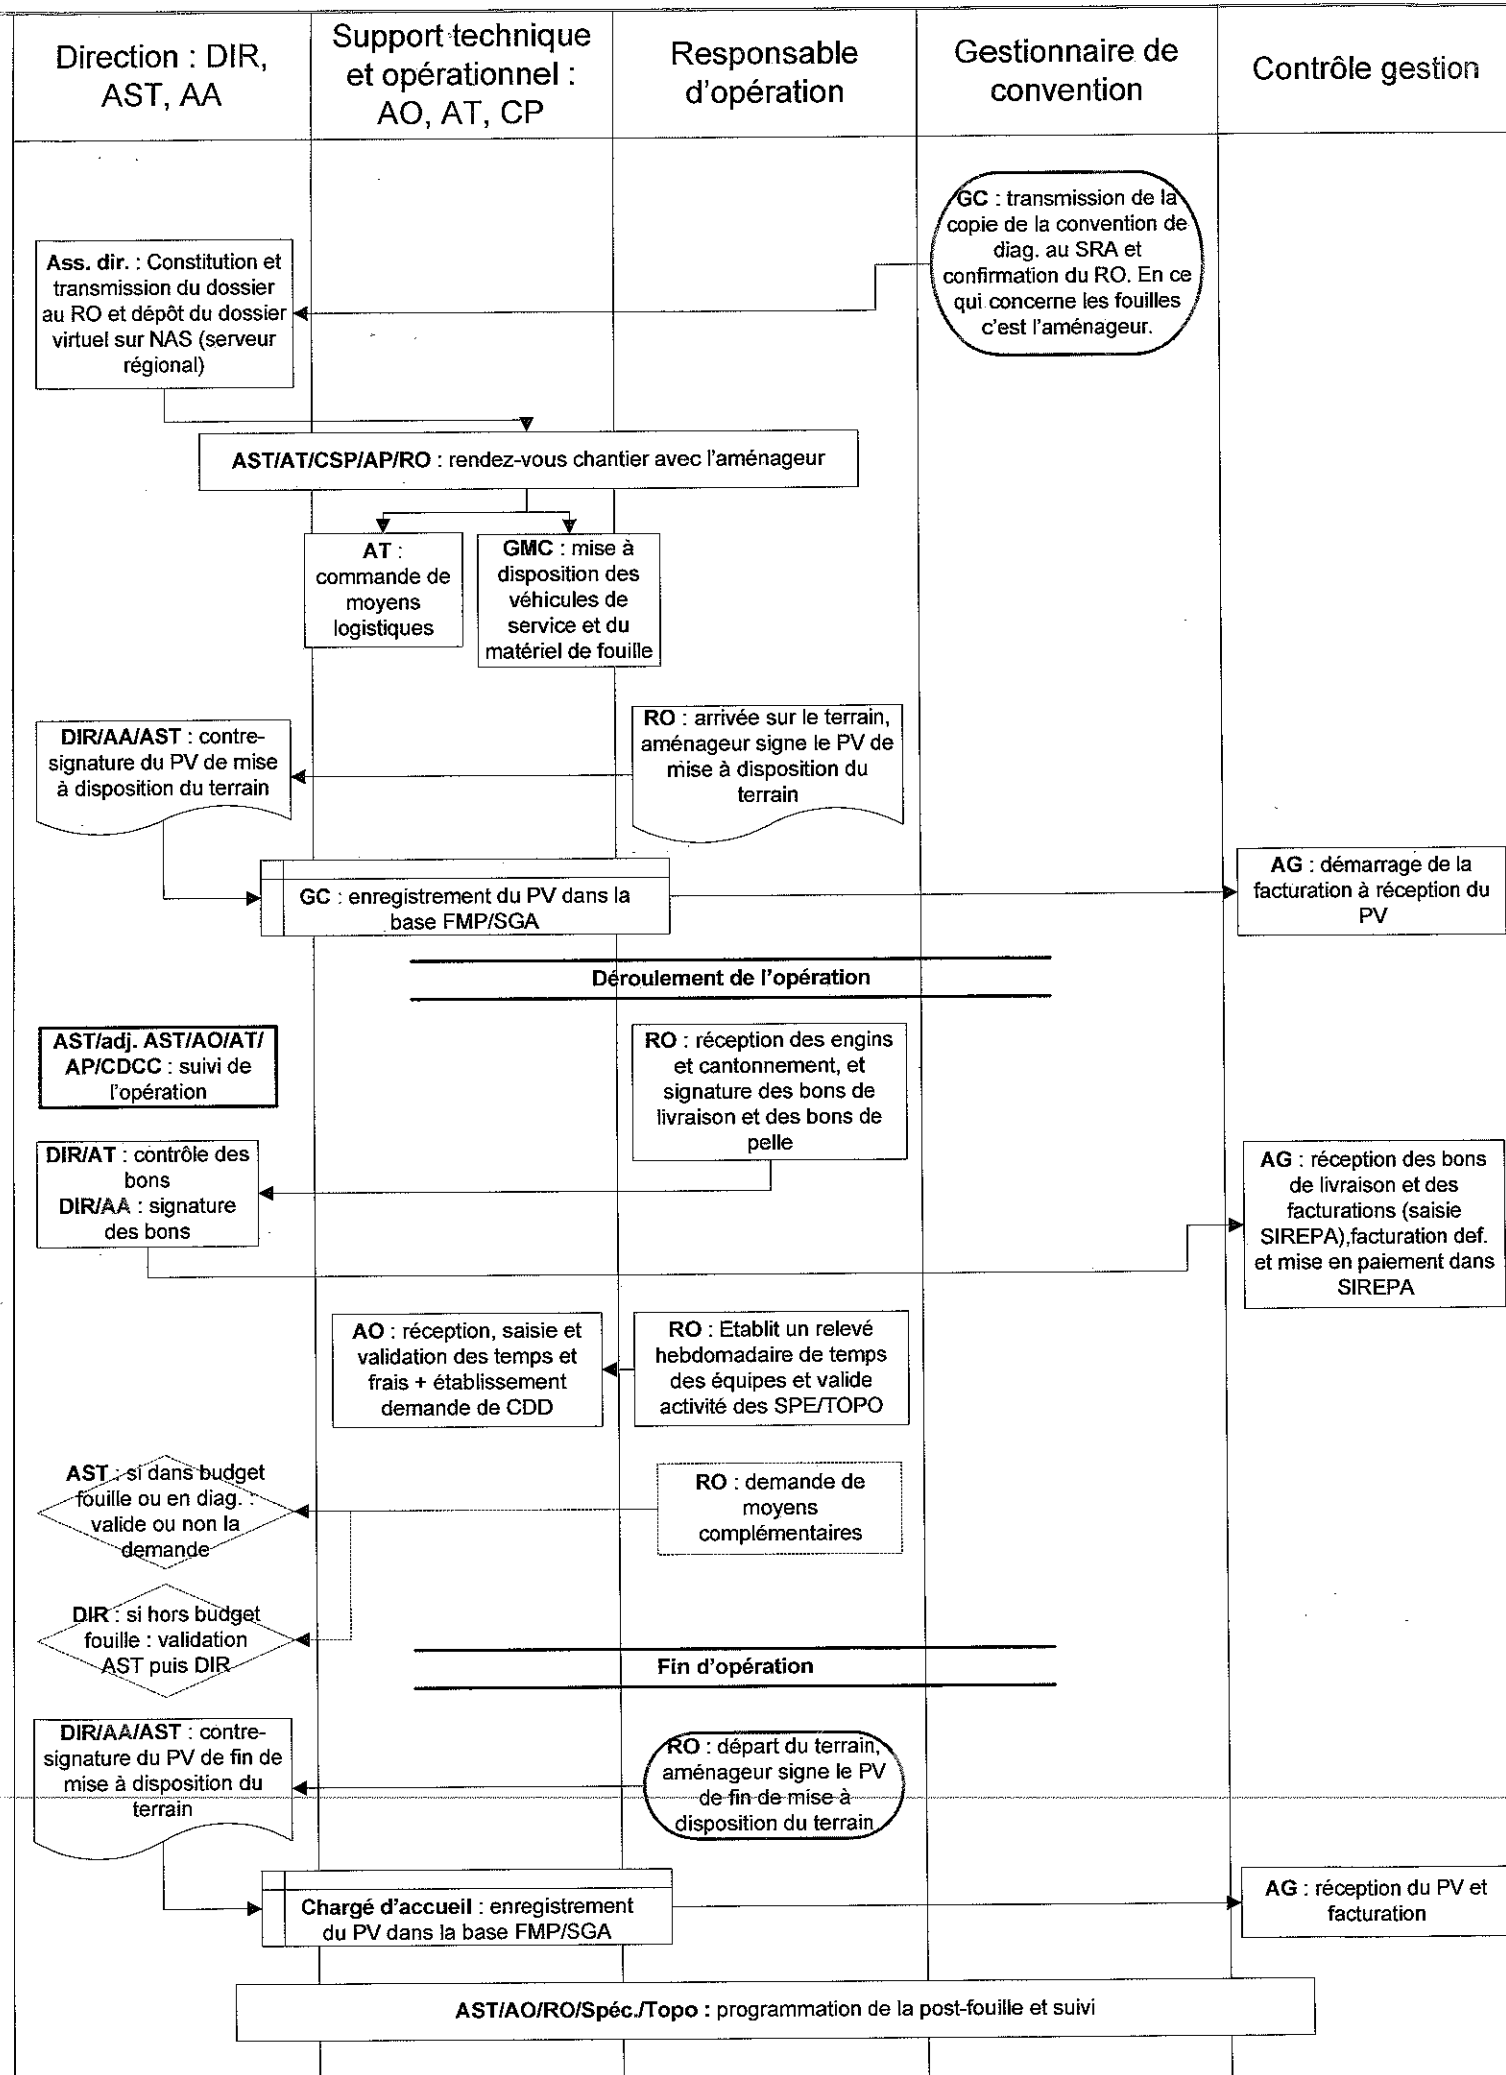 Direction : DIR,
AST, AA
Support technique
et opérationnel :
AO, AT, CP
Responsable
d'opération
Gestionnaire de
convention
Contrôle gestion
GC : transmission de la
copie de la convention de
diag. au SRA et
confirmation du RO. En ce
qui concerne les fouilles
c'est l'aménageur.
Ass. dir. : Constitution et
transmission du dossier
au RO et dépôt du dossier
virtuel sur NAS (serveur
régional)
AST/AT/CSP/AP/RO : rendez-vous chantier avec l'aménageur
AT :
commande de
moyens
logistiques
GMC : mise à
disposition des
véhicules de
service et du
matériel de fouille
DIR/AA/AST : contre-
signature du PV de mise
à disposition du terrain
RO : arrivée sur le terrain,
aménageur signe le PV de
mise à disposition du
terrain
GC : enregistrement du PV dans la
base FMP/SGA
AG : démarrage de la
facturation à réception du
PV
Déroulement de l'opération
AST/adj. AST/AO/AT/
AP/CDCC : suivi de
l'opération
RO : réception des engins
et cantonnement, et
signature des bons de
livraison et des bons de
pelle
DIR/AT : contrôle des
bons
DIR/AA : signature
des bons
AG : réception des bons
de livraison et des
facturations (saisie
SIREPA),facturation def.
et mise en paiement dans
SIREPA
AO : réception, saisie et
validation des temps et
frais + établissement
demande de CDD
RO : Etablit un relevé
hebdomadaire de temps
des équipes et valide
activité des SPE/TOPO
AST : si dans budget
fouille ou en diag. :
valide ou non la
demande
RO : demande de
moyens
complémentaires
DIR : si hors budget
fouille : validation
AST puis DIR
Fin d'opération
DIR/AA/AST : contre-
signature du PV de fin de
mise à disposition du
terrain
RO : départ du terrain,
aménageur signe le PV
de fin de mise à
disposition du terrain
Chargé d'accueil : enregistrement
du PV dans la base FMP/SGA
AG : réception du PV et
facturation
AST/AO/RO/Spéc./Topo : programmation de la post-fouille et suivi